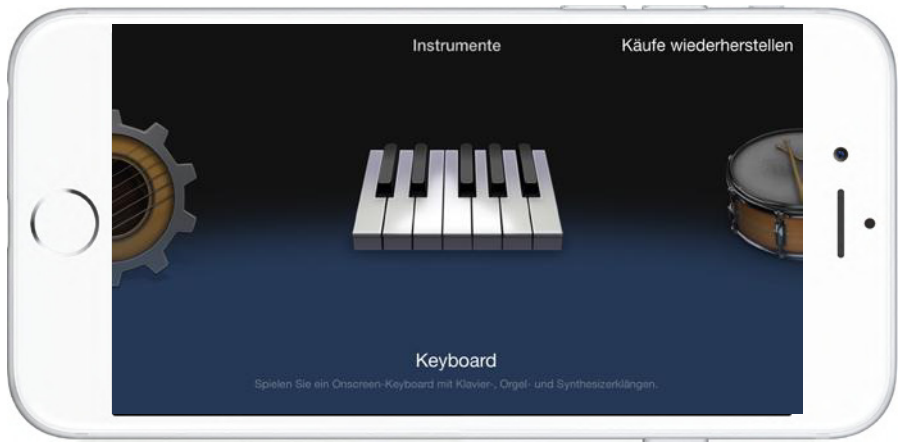 Instrumente
Käufe wiederherstellen
Keyboard
Spielen Sie ein Onscreen-Keyboard mit Klavier-, Orgel- und Synthesizerklängen.